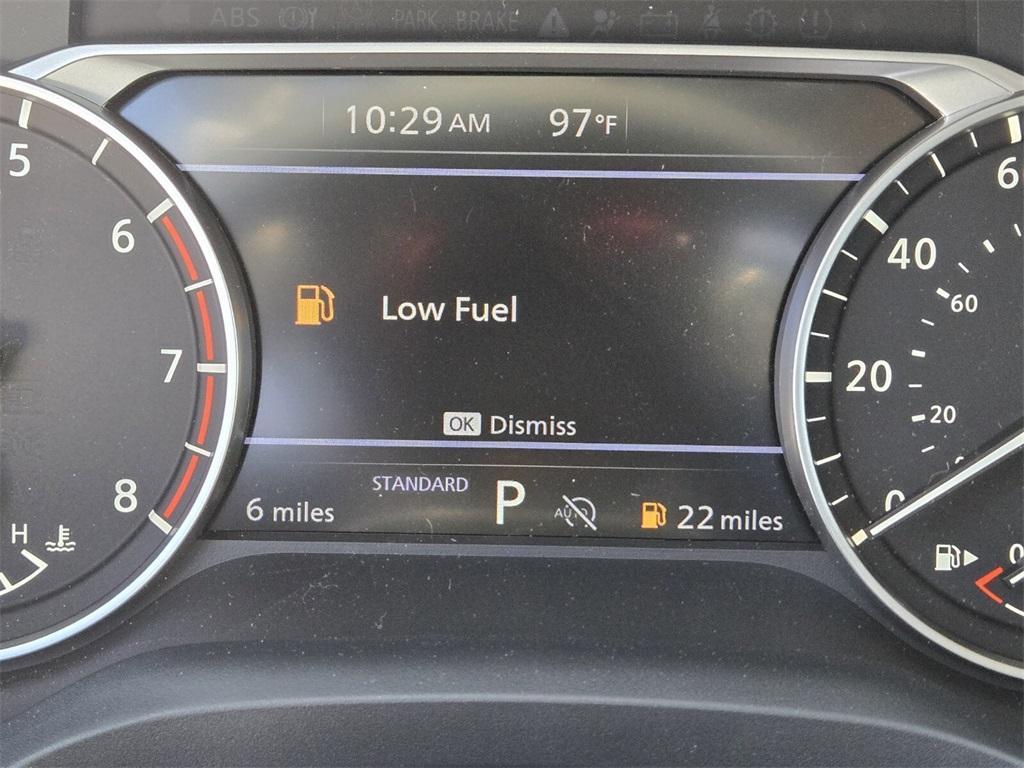 ABS PARK BRAKE
10:29 AM 97°F
5
6
7
8
H
Low Fuel
OK Dismiss
STANDARD
6 miles P AUTO 22 miles
6
40
60
20
20
0
0